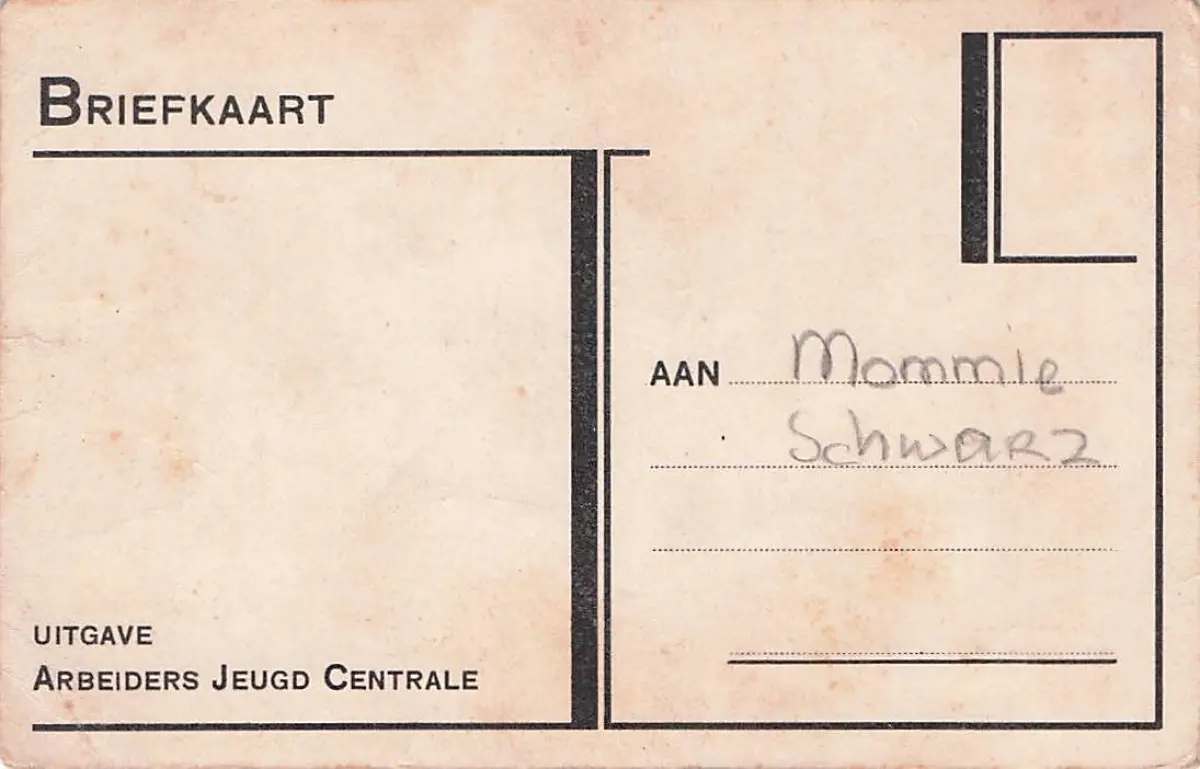 BRIEFKAART
AAN Mommie
Schwarz
UITGAVE
ARBEIDERS JEUGD CENTRALE